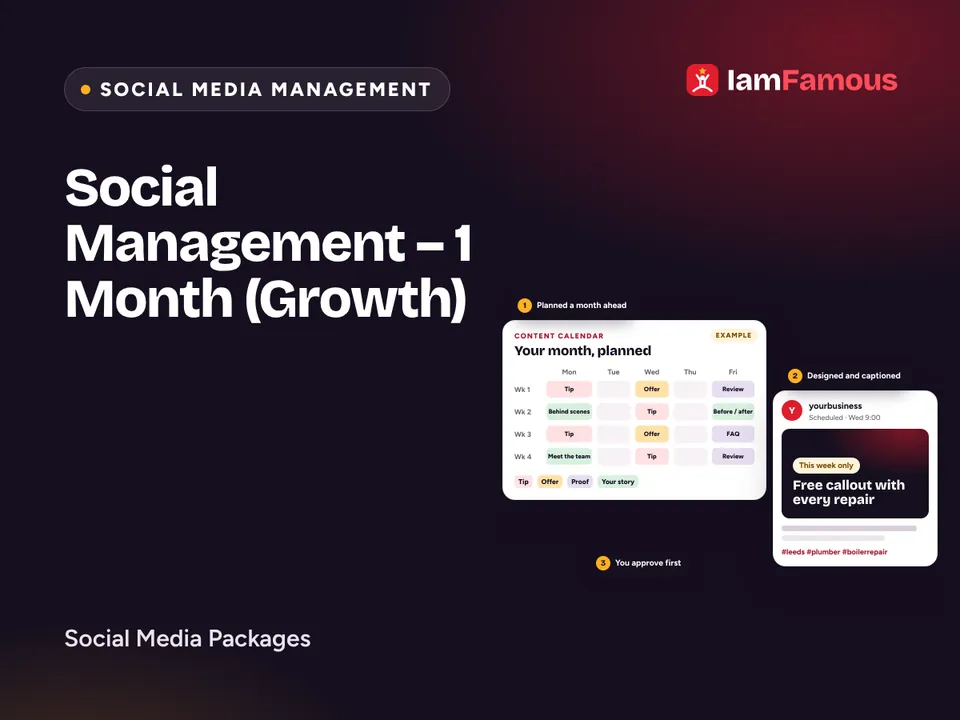 SOCIAL MEDIA MANAGEMENT
IamFamous
Social
Management – 1
Month (Growth)
1 Planned a month ahead
CONTENT CALENDAR
EXAMPLE
Your month, planned
Mon Tue Wed Thu Fri
Wk 1 Tip Offer Review
Wk 2 Behind scenes Tip Before / after
Wk 3 Tip Offer FAQ
Wk 4 Meet the team Tip Review
Tip Offer Proof Your story
2 Designed and captioned
Y yourbusiness
Scheduled · Wed 9:00
This week only
Free callout with
every repair
#leeds #plumber #boilerrepair
3 You approve first
Social Media Packages